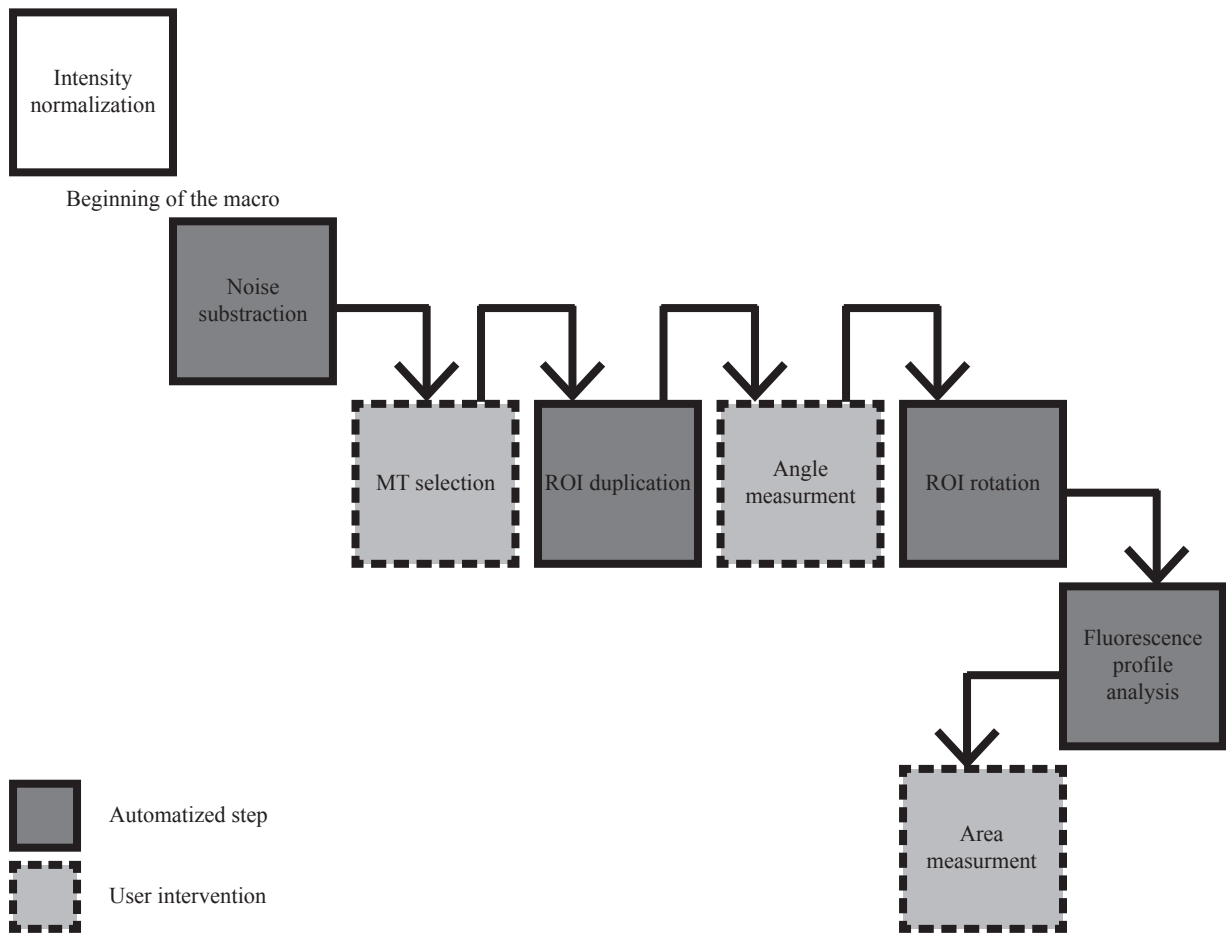 Intensity
normalization
Beginning of the macro
Noise
substraction
MT selection
ROI duplication
Angle
measurment
ROI rotation
Fluorescence
profile
analysis
Area
measurment
Automatized step
User intervention